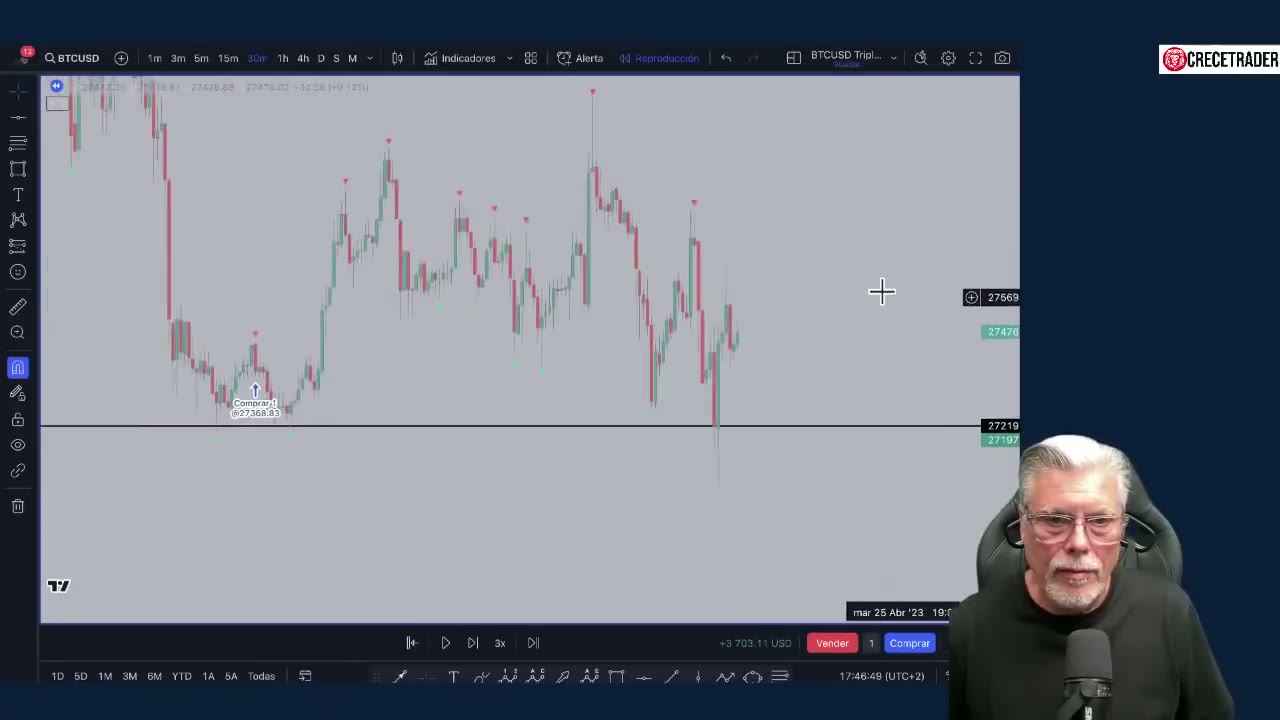 12
BTCUSD
1m 3m 5m 15m 30m 1h 4h D S M
Indicadores
Alerta
Reproducción
BTCUSD Tripl...
Guardar
CRECETRADER
27569
27476
Comprar 1
@27368.83
27219
27197
mar 25 Abr '23
3x
+3 703.11 USD
Vender
1
Comprar
1D 5D 1M 3M 6M YTD 1A 5A Todas
17:46:49 (UTC+2)